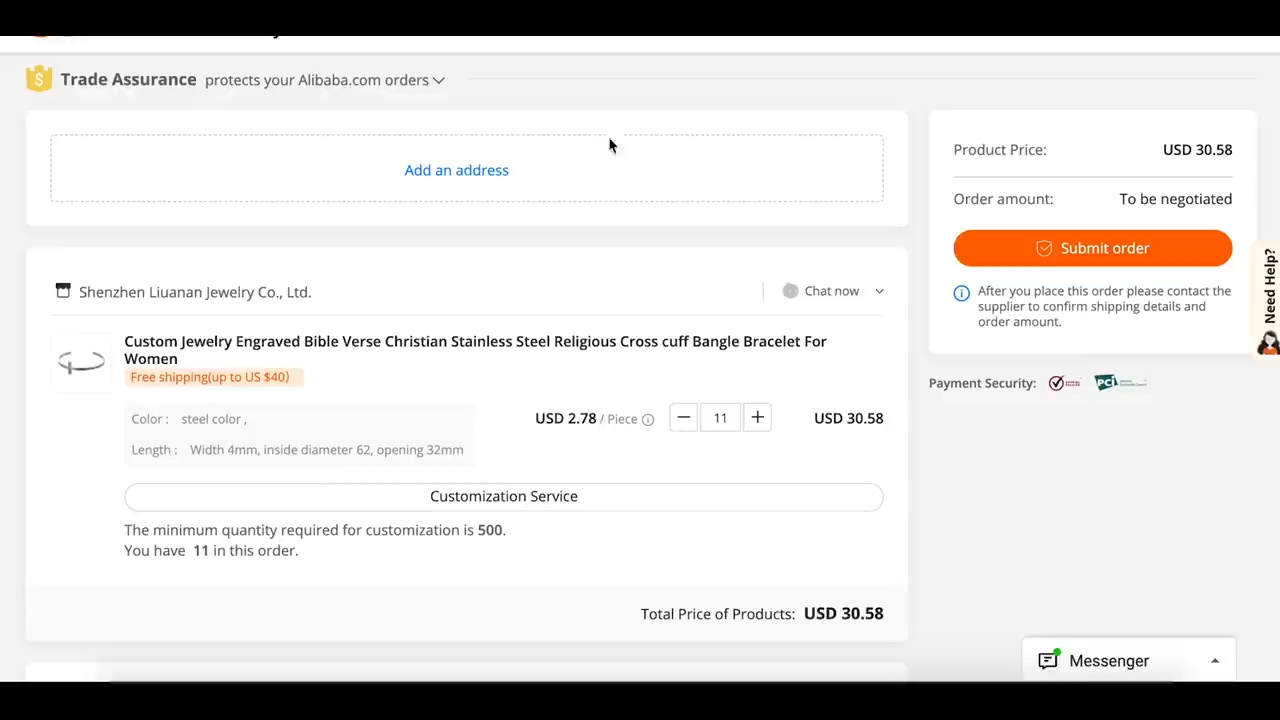 Trade Assurance protects your Alibaba.com orders
Add an address
Product Price: USD 30.58
Order amount: To be negotiated
Submit order
After you place this order please contact the
supplier to confirm shipping details and
order amount.
Need Help?
Payment Security:
PCI
Shenzhen Liuanan Jewelry Co., Ltd.
Chat now
Custom Jewelry Engraved Bible Verse Christian Stainless Steel Religious Cross cuff Bangle Bracelet For
Women
Free shipping(up to US $40)
Color : steel color ,
USD 2.78 / Piece
11
USD 30.58
Length : Width 4mm, inside diameter 62, opening 32mm
Customization Service
The minimum quantity required for customization is 500.
You have 11 in this order.
Total Price of Products: USD 30.58
Messenger